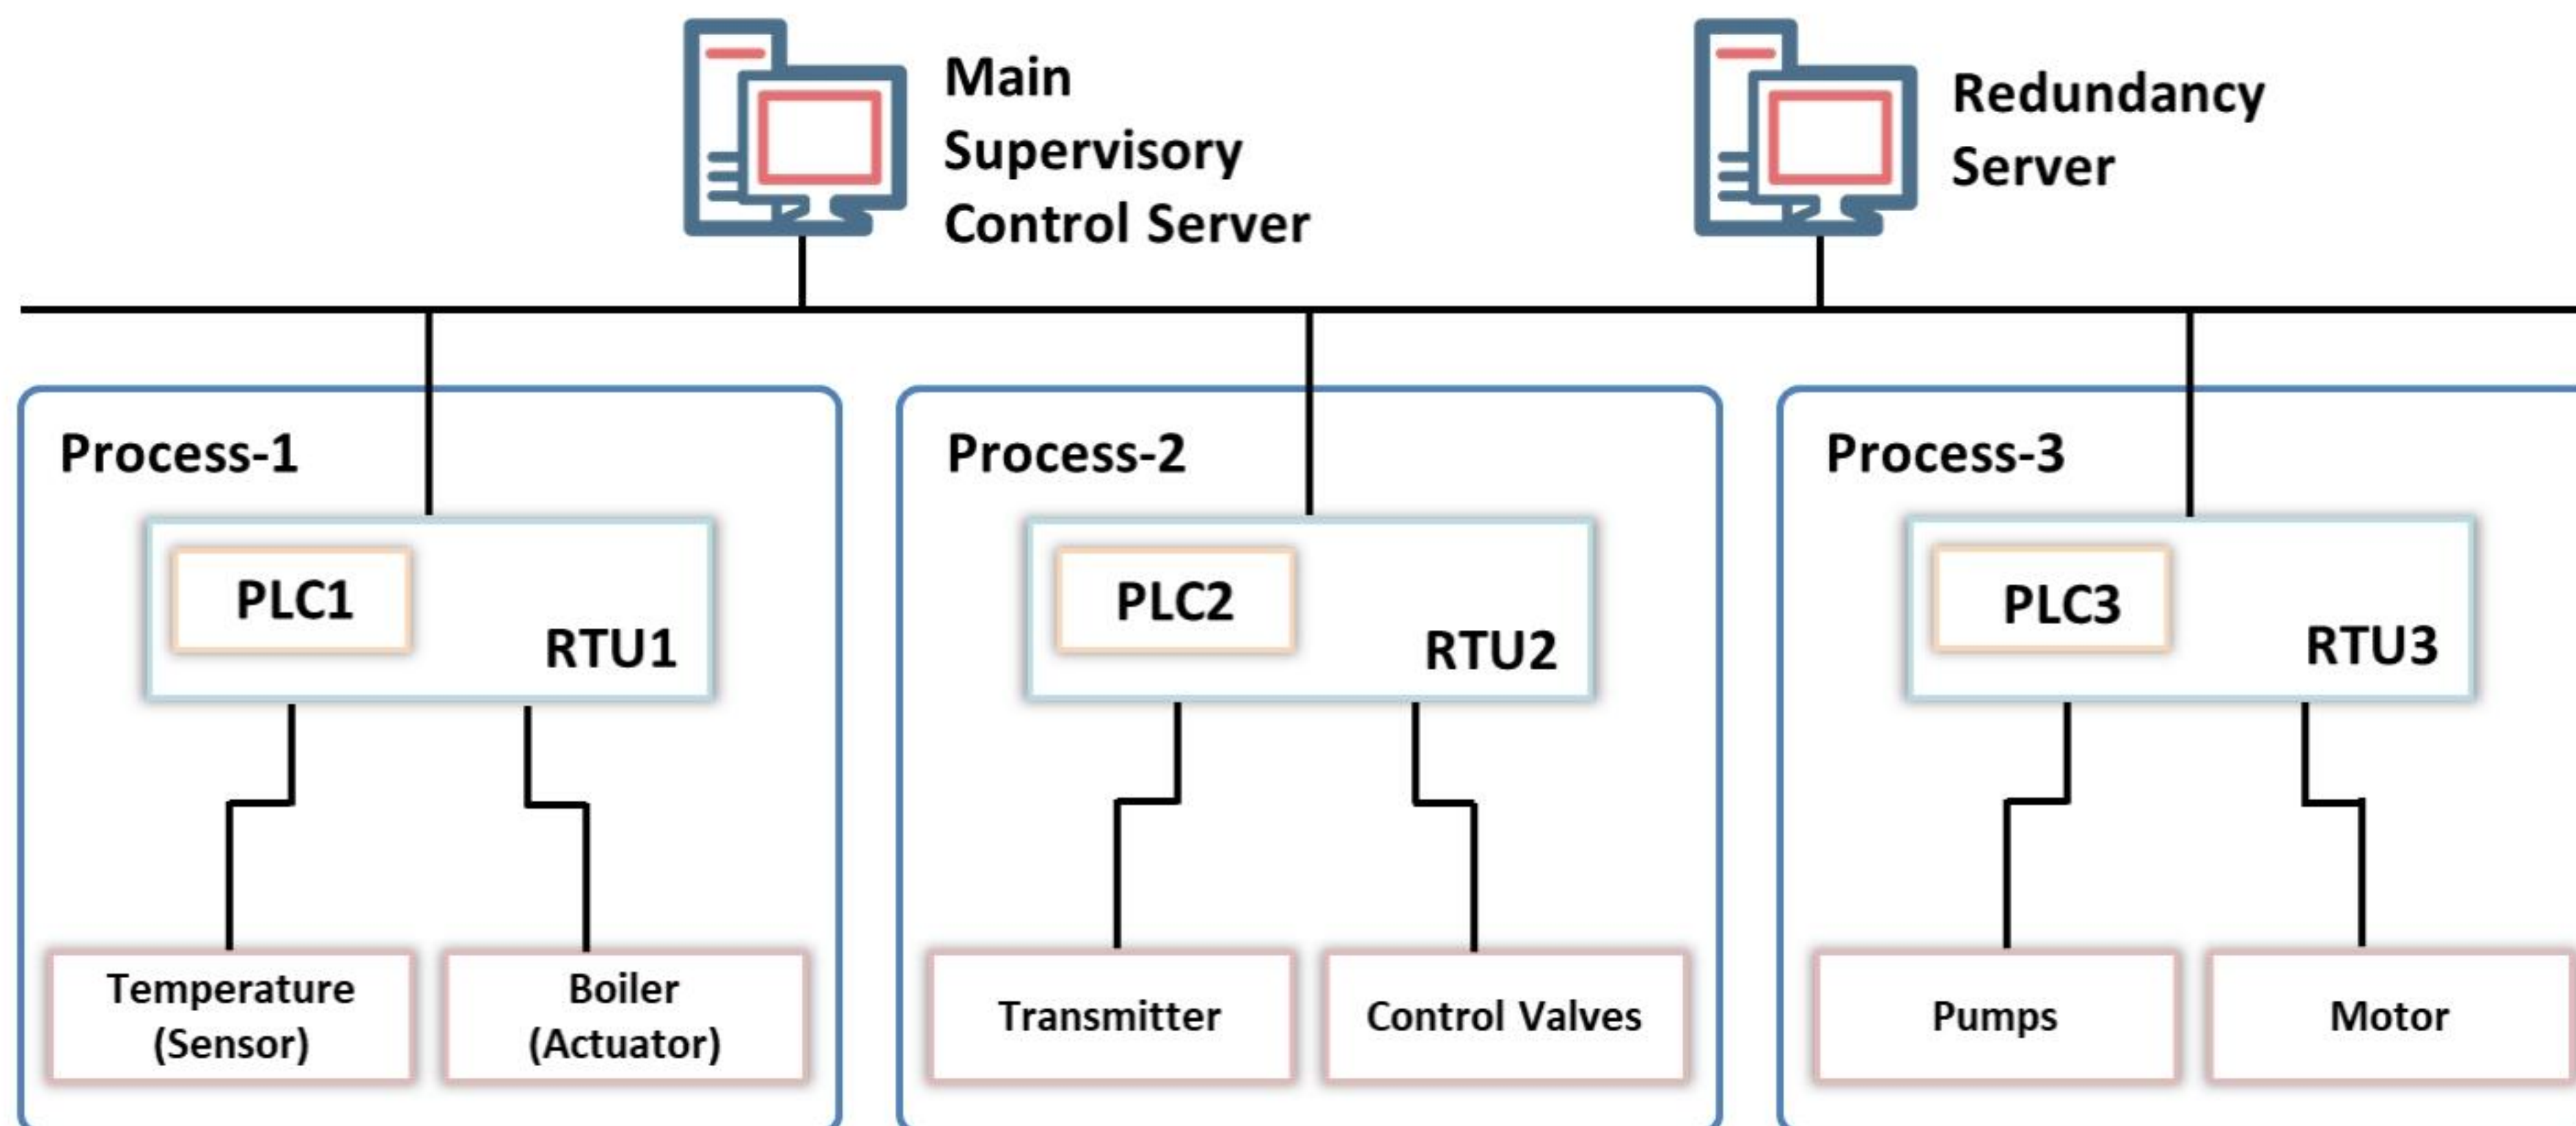 Main
Supervisory
Control Server
Redundancy
Server
Process-1
PLC1
RTU1
Temperature
(Sensor)
Boiler
(Actuator)
Process-2
PLC2
RTU2
Transmitter
Control Valves
Process-3
PLC3
RTU3
Pumps
Motor